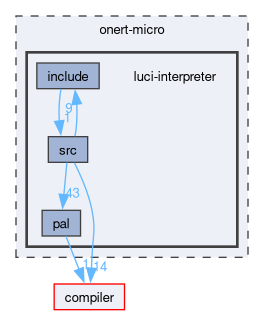 onert-micro
include
luci-interpreter
9
1
src
43
pal
1
14
compiler